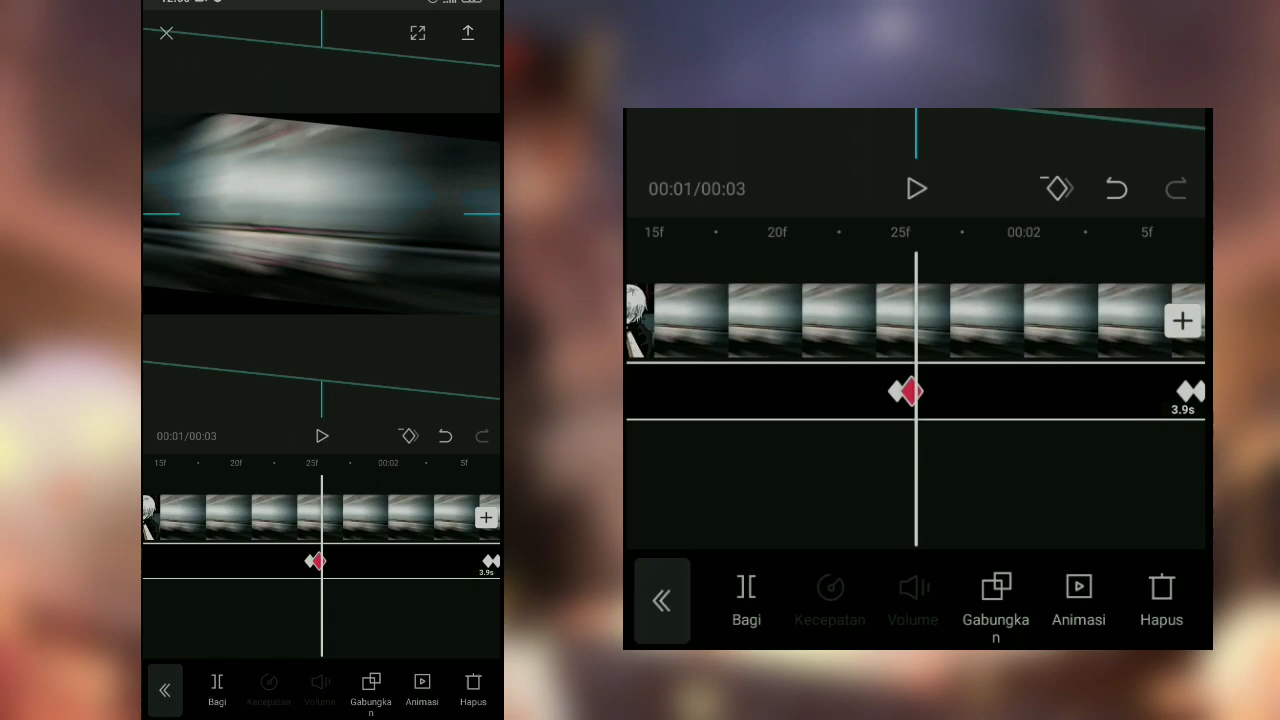 00:01/00:03
15f
20f
25f
00:02
5f
3.9s
Bagi
Kecepatan
Volume
Gabungka
n
Animasi
Hapus
00:01/00:03
15f
20f
25f
00:02
5f
3.9s
Bagi
Kecepatan
Volume
Gabungka
n
Animasi
Hapus